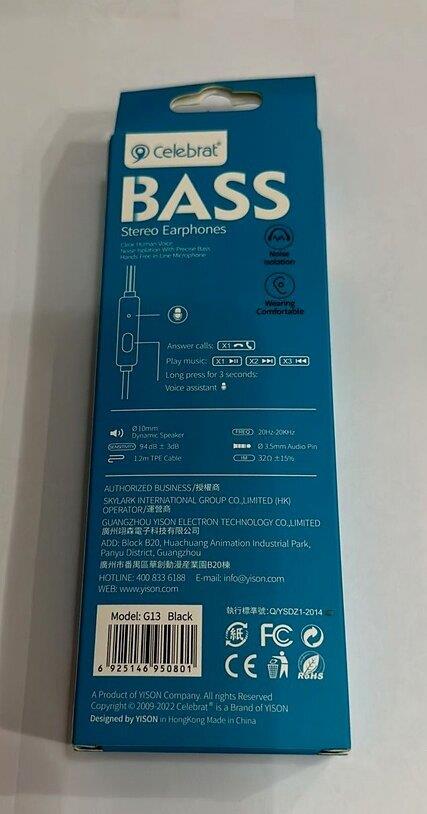 Celebrat®
BASS
Stereo Earphones
Clear Human Voice
Noise Isolation With Precise Bass
Hands Free in Line Microphone
Noise
Isolation
Wearing
Comfortable
Answer calls: X1
Play music: X1 X2 X3
Long press for 3 seconds:
Voice assistant
Ø10mm
Dynamic Speaker
FREQ 20Hz-20KHz
SENSITIVITY 94dB ± 3dB
Ø 3.5mm Audio Pin
1.2m TPE Cable
IM 32Ω ±15%
AUTHORIZED BUSINESS/授權商
SKYLARK INTERNATIONAL GROUP CO.,LIMITED (HK)
OPERATOR/運營商
GUANGZHOU YISON ELECTRON TECHNOLOGY CO.,LIMITED
廣州翊森電子科技有限公司
ADD: Block B20, Huachuang Animation Industrial Park,
Panyu District, Guangzhou
廣州市番禺區華創動漫産業園B20棟
HOTLINE: 400 833 6188 E-mail: info@yison.com
WEB: www.yison.com
Model: G13 Black
6 925146 950801
執行標準號: Q/YSDZ1-2014
紙 FC
CE RoHS
A Product of YISON Company. All rights Reserved
Copyright © 2009-2022 Celebrat® is a Brand of YISON
Designed by YISON in HongKong Made in China